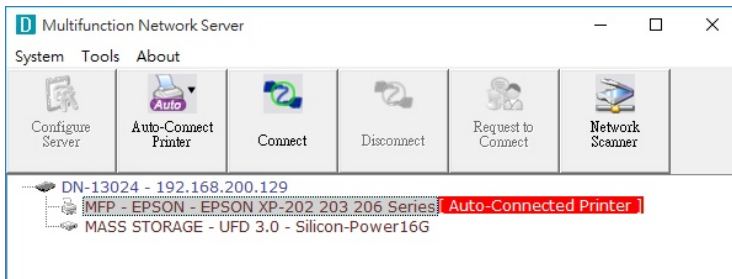 D Multifunction Network Server
System Tools About
Configure Server
Auto
Auto-Connect Printer
Connect
Disconnect
Request to Connect
Network Scanner
DN-13024 - 192.168.200.129
MFP - EPSON - EPSON XP-202 203 206 Series[ Auto-Connected Printer ]
MASS STORAGE - UFD 3.0 - Silicon-Power16G